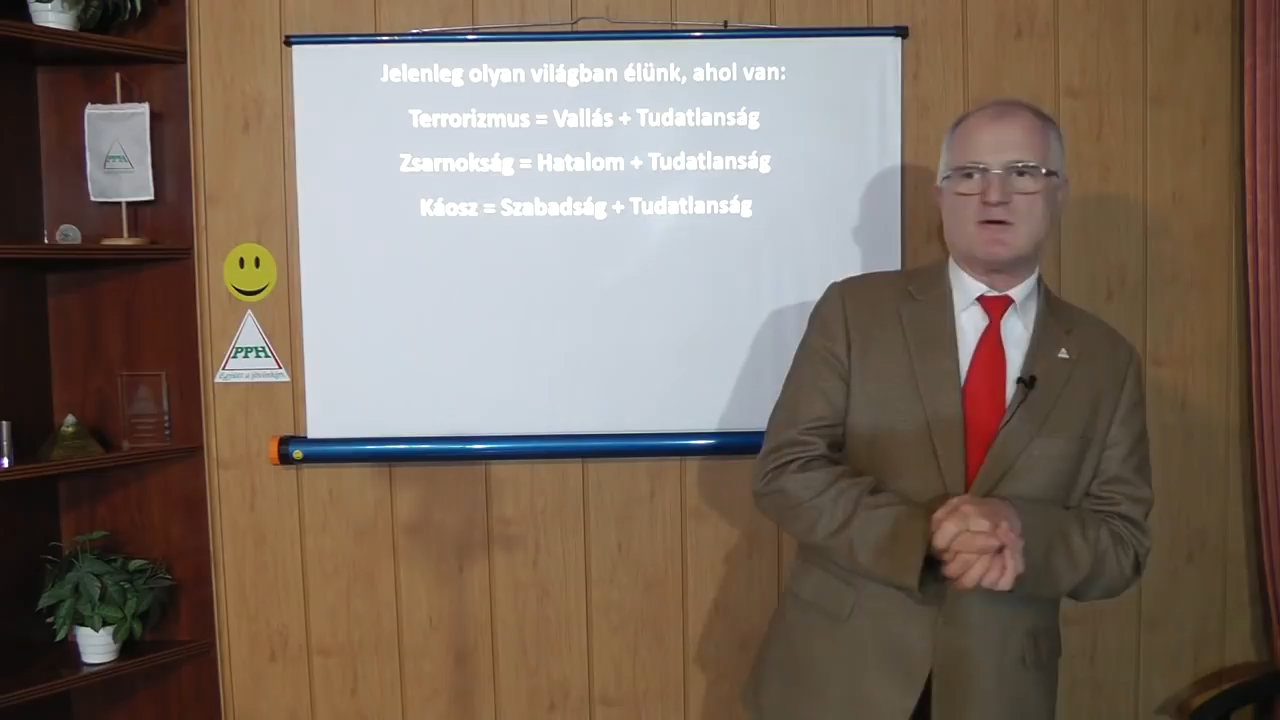 Jelenleg olyan világban élünk, ahol van:
Terrorizmus = Vallás + Tudatlanság
Zsarnokság = Hatalom + Tudatlanság
Káosz = Szabadság + Tudatlanság
PPH
PPH